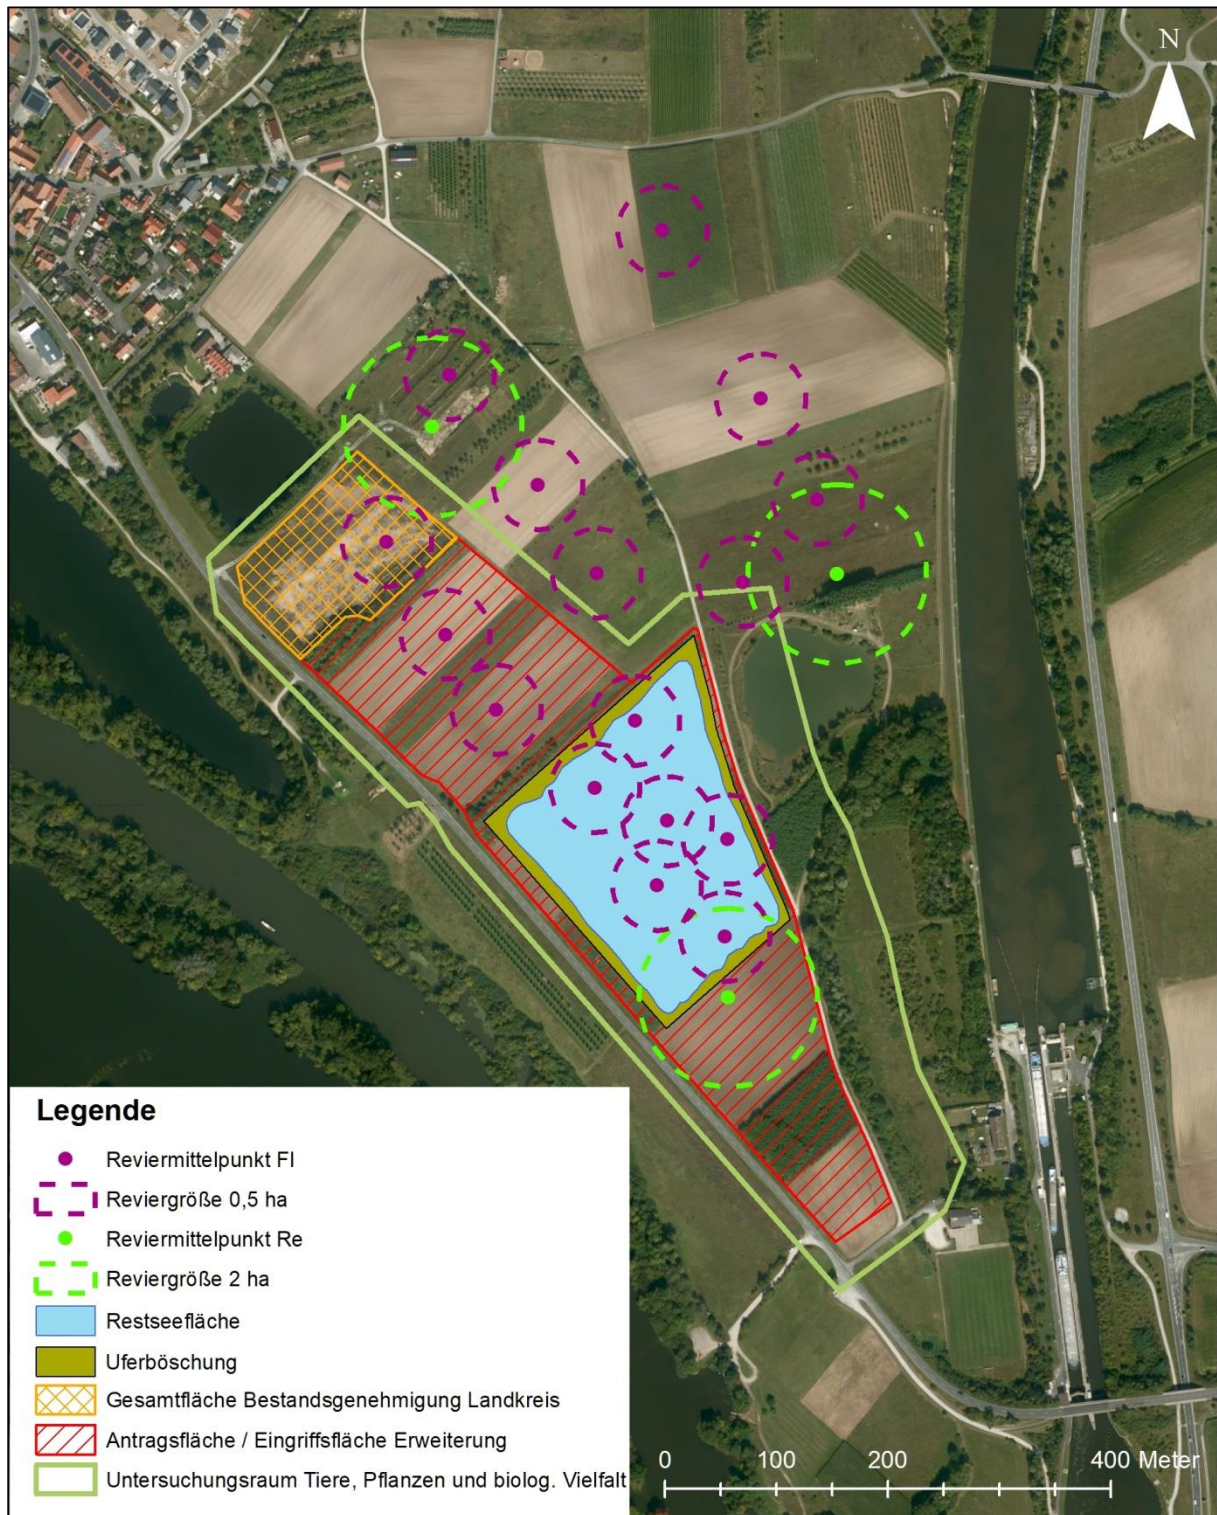 N
Legende
Reviermittelpunkt Fl
Reviergröße 0,5 ha
Reviermittelpunkt Re
Reviergröße 2 ha
Restseefläche
Uferböschung
Gesamtfläche Bestandsgenehmigung Landkreis
Antragsfläche / Eingriffsfläche Erweiterung
Untersuchungsraum Tiere, Pflanzen und biolog. Vielfalt
0 100 200 400 Meter